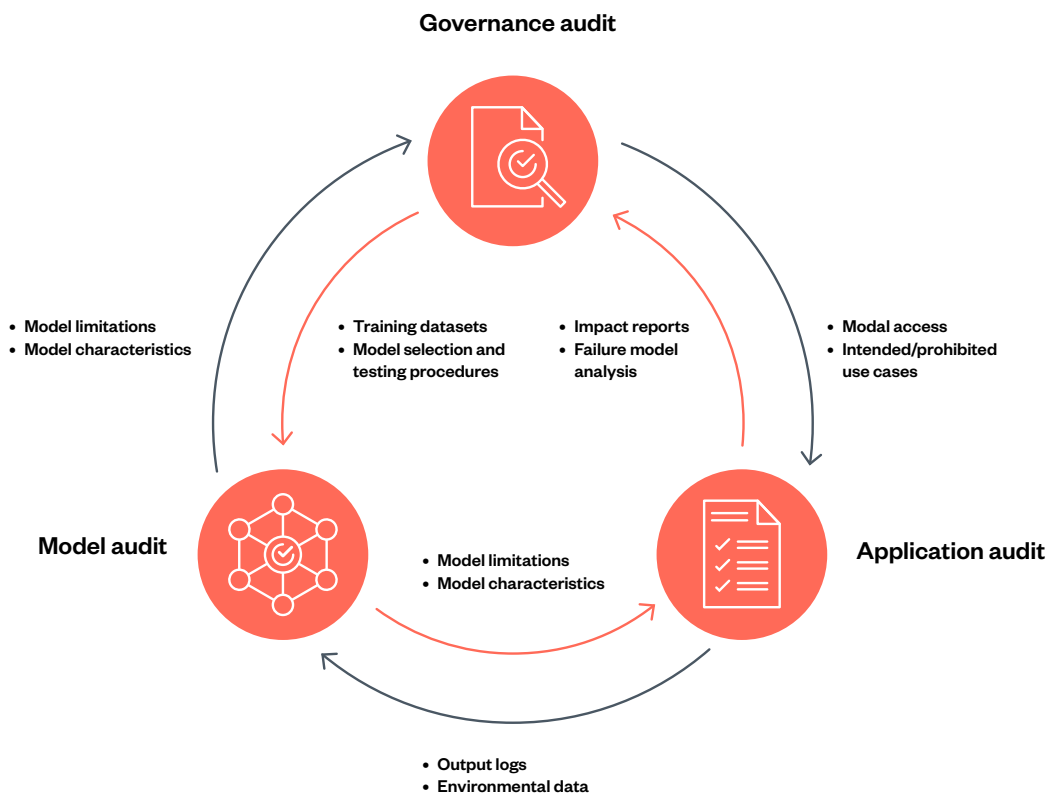 Governance audit
• Model limitations
• Model characteristics
• Training datasets
• Model selection and
testing procedures
• Impact reports
• Failure model
analysis
• Modal access
• Intended/prohibited
use cases
Model audit
• Model limitations
• Model characteristics
Application audit
• Output logs
• Environmental data